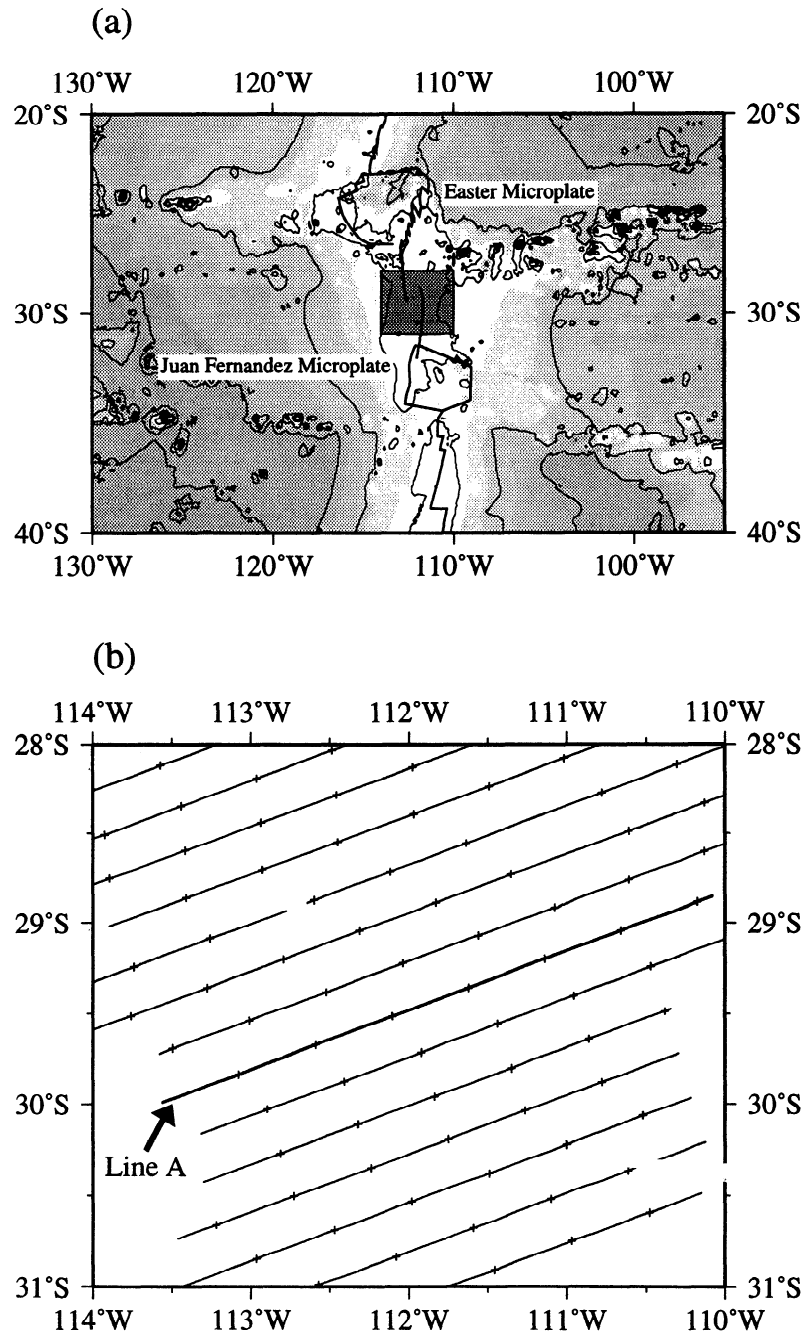 (a)
130°W 120°W 110°W 100°W
20°S 20°S
Easter Microplate
30°S 30°S
Juan Fernandez Microplate
40°S 40°S
130°W 120°W 110°W 100°W
(b)
114°W 113°W 112°W 111°W 110°W
28°S 28°S
29°S 29°S
30°S 30°S
Line A
31°S 31°S
114°W 113°W 112°W 111°W 110°W